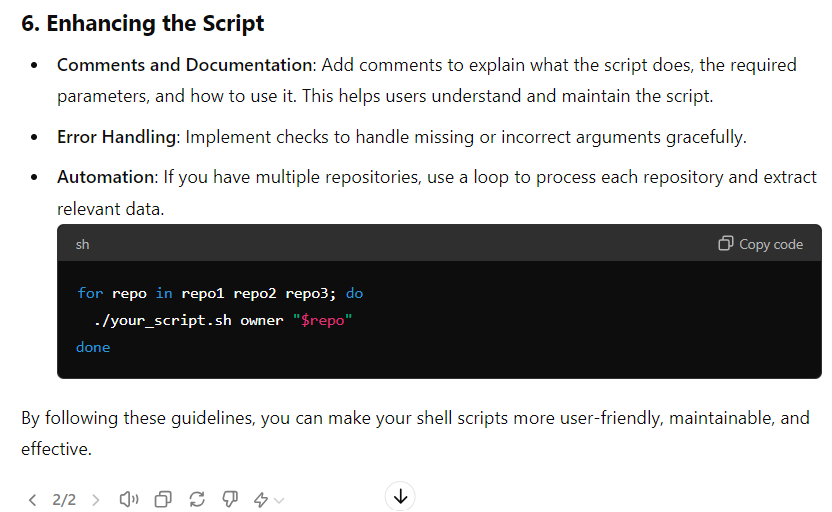 6. Enhancing the Script
• Comments and Documentation: Add comments to explain what the script does, the required
parameters, and how to use it. This helps users understand and maintain the script.
• Error Handling: Implement checks to handle missing or incorrect arguments gracefully.
• Automation: If you have multiple repositories, use a loop to process each repository and extract
relevant data.
sh Copy code
for repo in repo1 repo2 repo3; do
  ./your_script.sh owner "$repo"
done
By following these guidelines, you can make your shell scripts more user-friendly, maintainable, and
effective.
2/2